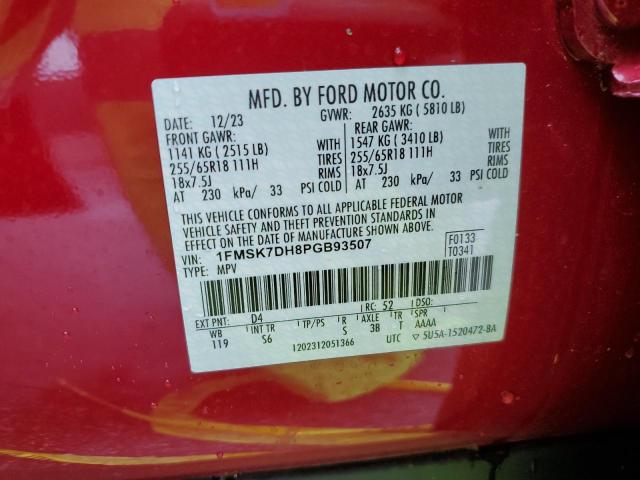 MFD. BY FORD MOTOR CO.
DATE: 12/23 GVWR: 2635 KG ( 5810 LB)
FRONT GAWR: REAR GAWR:
1141 KG ( 2515 LB) WITH 1547 KG ( 3410 LB) WITH
255/65R18 111H TIRES 255/65R18 111H TIRES
18x7.5J RIMS 18x7.5J RIMS
AT 230 kPa/ 33 PSI COLD AT 230 kPa/ 33 PSI COLD
THIS VEHICLE CONFORMS TO ALL APPLICABLE FEDERAL MOTOR
VEHICLE SAFETY AND THEFT PREVENTION STANDARDS IN
EFFECT ON THE DATE OF MANUFACTURE SHOWN ABOVE.
VIN: 1FMSK7DH8PGB93507 F0133
TYPE: MPV T0341
EXT PNT: D4 RC: 52 DSO:
WB INT TR TP/PS R AXLE TR SPR
119 S6 S 3B T AAAA
1202312051366 UTC ▽ 5U5A-1520472-BA